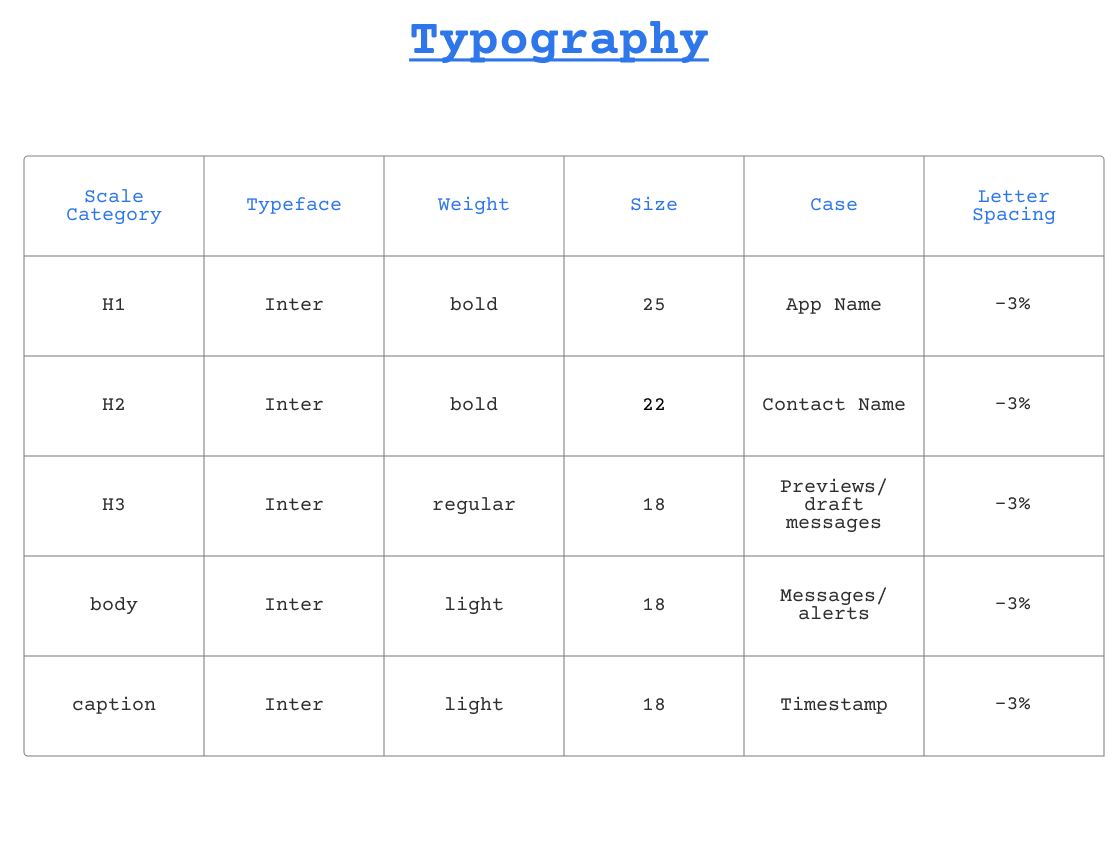 Typography
Scale
Category
Typeface
Weight
Size
Case
Letter
Spacing
H1
Inter
bold
25
App Name
-3%
H2
Inter
bold
22
Contact Name
-3%
H3
Inter
regular
18
Previews/
draft
messages
-3%
body
Inter
light
18
Messages/
alerts
-3%
caption
Inter
light
18
Timestamp
-3%